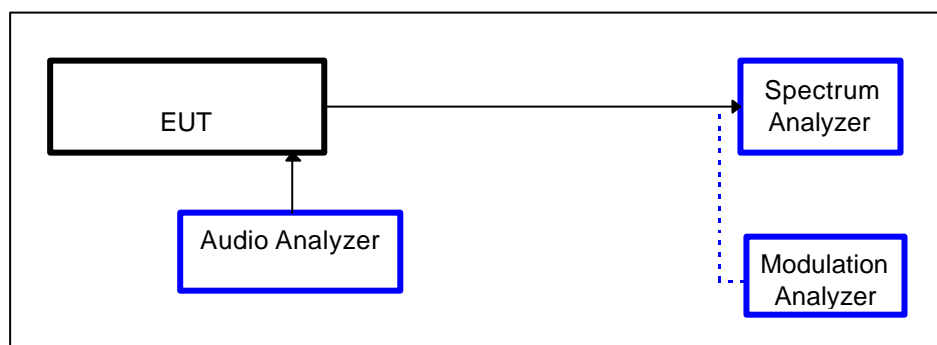 EUT
Spectrum
Analyzer
Audio Analyzer
Modulation
Analyzer